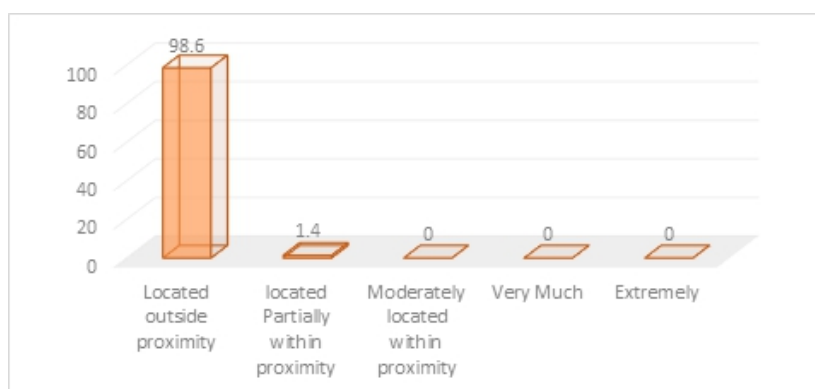 98.6
100
80
60
40
20
0
1.4
0
0
0
Located
outside
proximity
located
Partially
within
proximity
Moderately
located
within
proximity
Very Much
Extremely